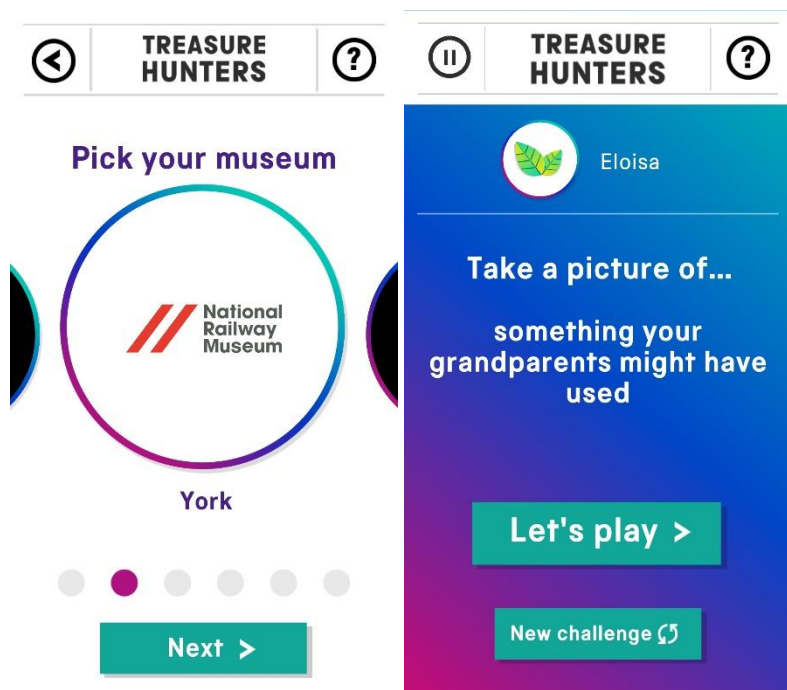 TREASURE
HUNTERS
?
Pick your museum
National
Railway
Museum
York
Next >
TREASURE
HUNTERS
?
Eloisa
Take a picture of...
something your
grandparents might have
used
Let's play >
New challenge